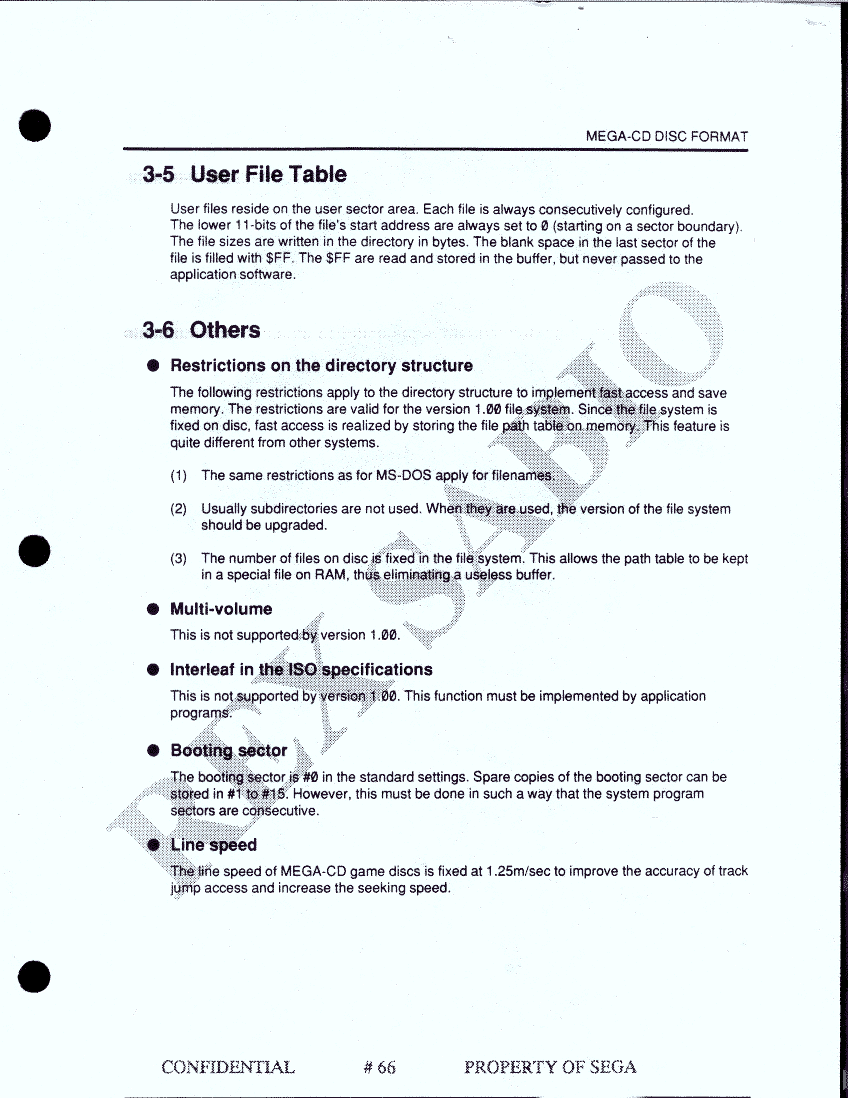 MEGA-CD DISC FORMAT
3-5 User File Table
User files reside on the user sector area. Each file is always consecutively configured.
The lower 11-bits of the file's start address are always set to 0 (starting on a sector boundary).
The file sizes are written in the directory in bytes. The blank space in the last sector of the
file is filled with $FF. The $FF are read and stored in the buffer, but never passed to the
application software.
3-6 Others
● Restrictions on the directory structure
The following restrictions apply to the directory structure to implement fast access and save
memory. The restrictions are valid for the version 1.00 file system. Since the file system is
fixed on disc, fast access is realized by storing the file path table on memory. This feature is
quite different from other systems.
(1) The same restrictions as for MS-DOS apply for filenames.
(2) Usually subdirectories are not used. When they are used, the version of the file system
should be upgraded.
(3) The number of files on disc is fixed in the file system. This allows the path table to be kept
in a special file on RAM, thus eliminating a useless buffer.
● Multi-volume
This is not supported by version 1.00.
● Interleaf in the ISO specifications
This is not supported by version 1.00. This function must be implemented by application
programs.
● Booting sector
The booting sector is #0 in the standard settings. Spare copies of the booting sector can be
stored in #1 to #15. However, this must be done in such a way that the system program
sectors are consecutive.
● Line speed
The line speed of MEGA-CD game discs is fixed at 1.25m/sec to improve the accuracy of track
jump access and increase the seeking speed.
REX SABIO
CONFIDENTIAL # 66 PROPERTY OF SEGA